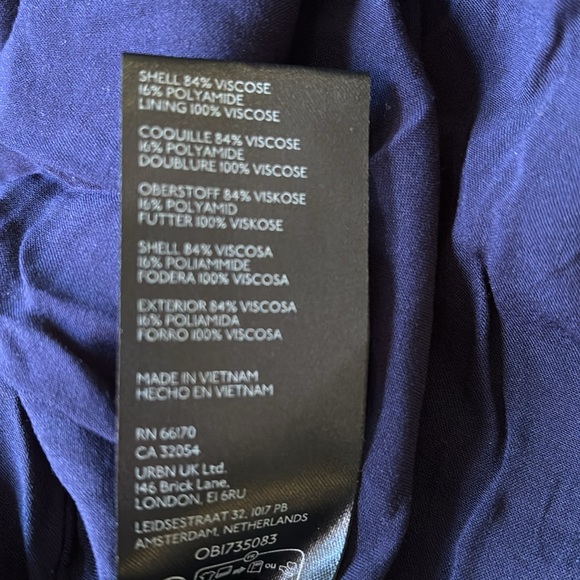 SHELL 84% VISCOSE
16% POLYAMIDE
LINING 100% VISCOSE
COQUILLE 84% VISCOSE
16% POLYAMIDE
DOUBLURE 100% VISCOSE
OBERSTOFF 84% VISKOSE
16% POLYAMID
FUTTER 100% VISKOSE
SHELL 84% VISCOSA
16% POLIAMMIDE
FODERA 100% VISCOSA
EXTERIOR 84% VISCOSA
16% POLIAMIDA
FORRO 100% VISCOSA
MADE IN VIETNAM
HECHO EN VIETNAM
RN 66170
CA 32054
URBN UK Ltd.
146 Brick Lane,
LONDON, E1 6RU
LEIDSESTRAAT 32, 1017 PB
AMSTERDAM, NETHERLANDS
OB1735083
FR
ou